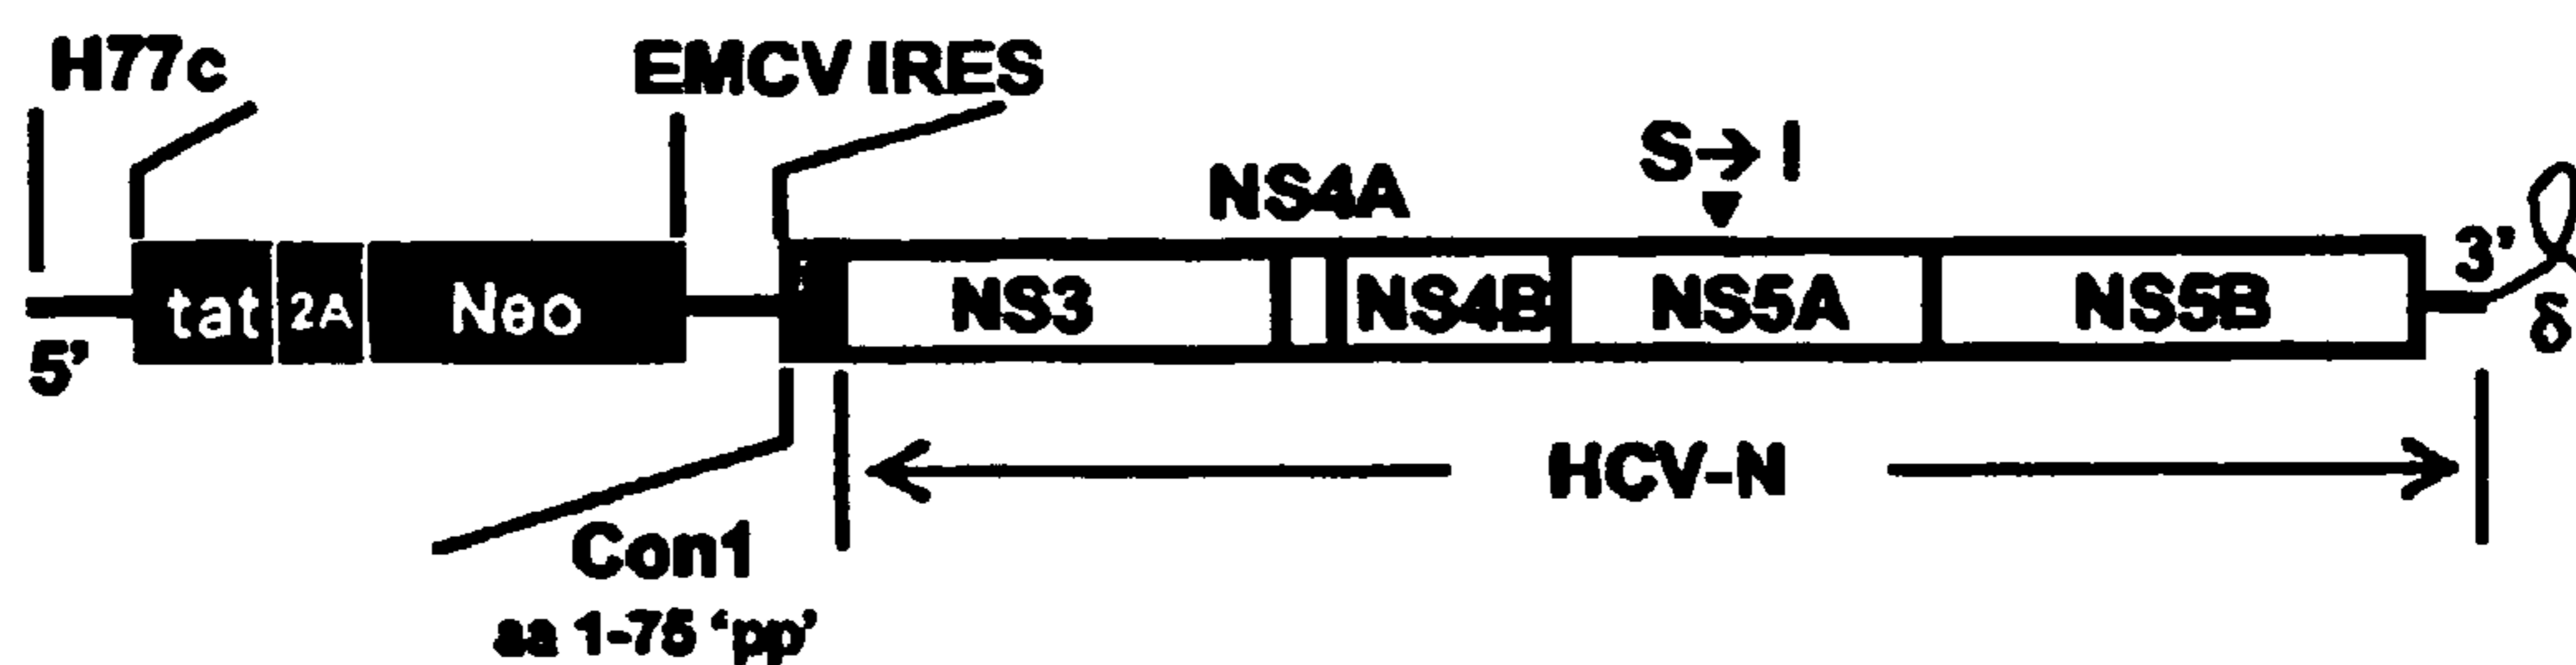 H77c
EMCV IRES
S→I
NS4A
3’
tat 2A Neo NS3 NS4B NS5A NS5B
δ
5’
HCV-N
Con1
aa 1-75 ‘pp’